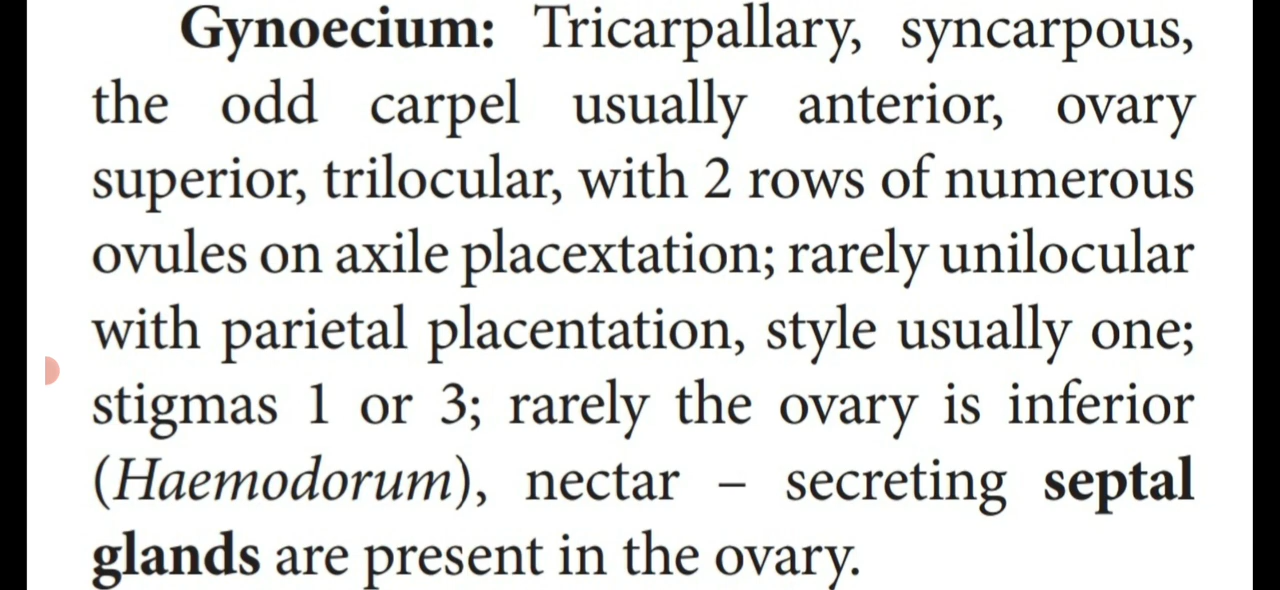 Gynoecium: Tricarpallary, syncarpous,
the odd carpel usually anterior, ovary
superior, trilocular, with 2 rows of numerous
ovules on axile placextation; rarely unilocular
with parietal placentation, style usually one;
stigmas 1 or 3; rarely the ovary is inferior
(Haemodorum), nectar – secreting septal
glands are present in the ovary.